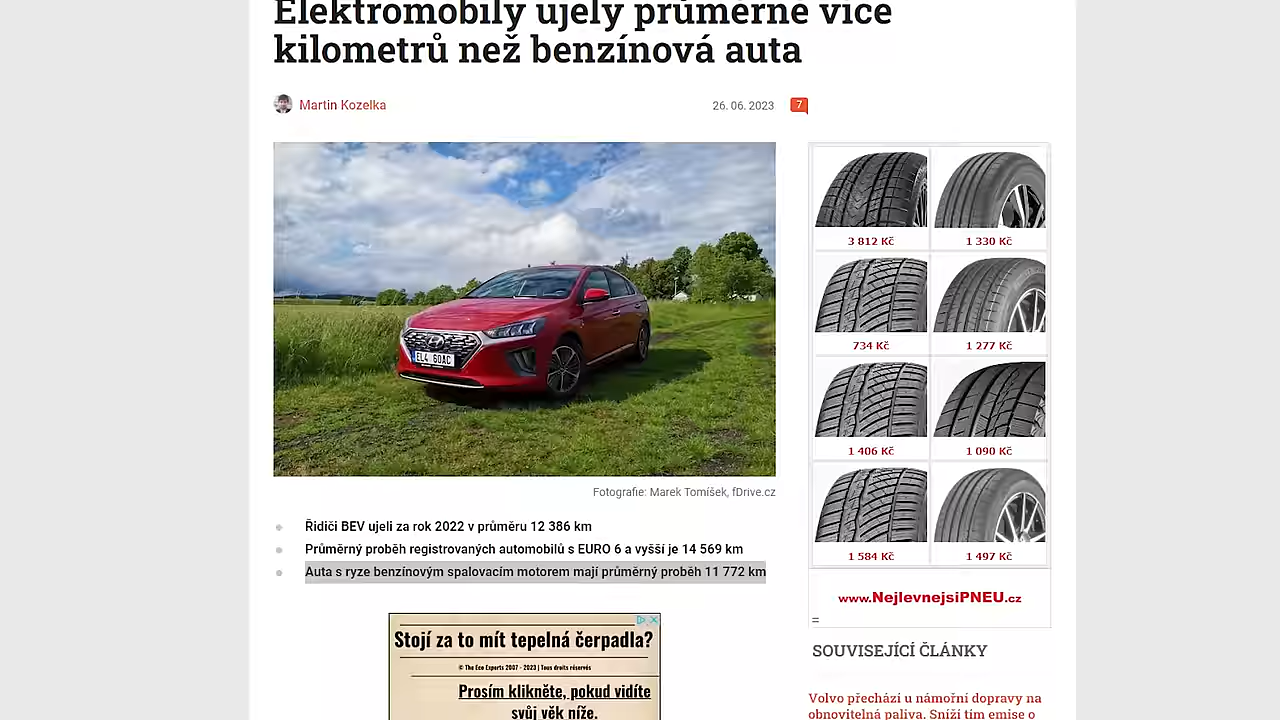 Elektromobily ujely průměrně více
kilometrů než benzínová auta
Martin Kozelka
26. 06. 2023
7
EL4 60AC
Fotografie: Marek Tomíšek, fDrive.cz
Řidiči BEV ujeli za rok 2022 v průměru 12 386 km
Průměrný proběh registrovaných automobilů s EURO 6 a vyšší je 14 569 km
Auta s ryze benzínovým spalovacím motorem mají průměrný proběh 11 772 km
Stojí za to mít tepelná čerpadla?
© The Eco Experts 2007 - 2023 | Tous droits réservés
Prosím klikněte, pokud vidíte
svůj věk níže.
3 812 Kč
1 330 Kč
734 Kč
1 277 Kč
1 406 Kč
1 090 Kč
1 584 Kč
1 497 Kč
www.NejlevnejsiPNEU.cz
=
SOUVISEJÍCÍ ČLÁNKY
Volvo přechází u námořní dopravy na
obnovitelná paliva. Sníží tím emise o